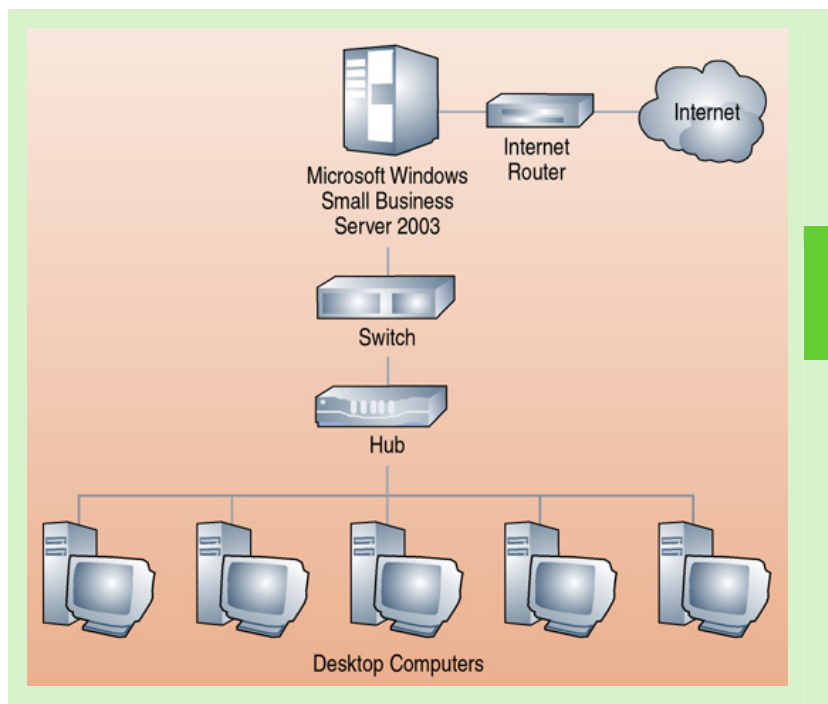 Internet
Internet
Router
Microsoft Windows
Small Business
Server 2003
Switch
Hub
Desktop Computers